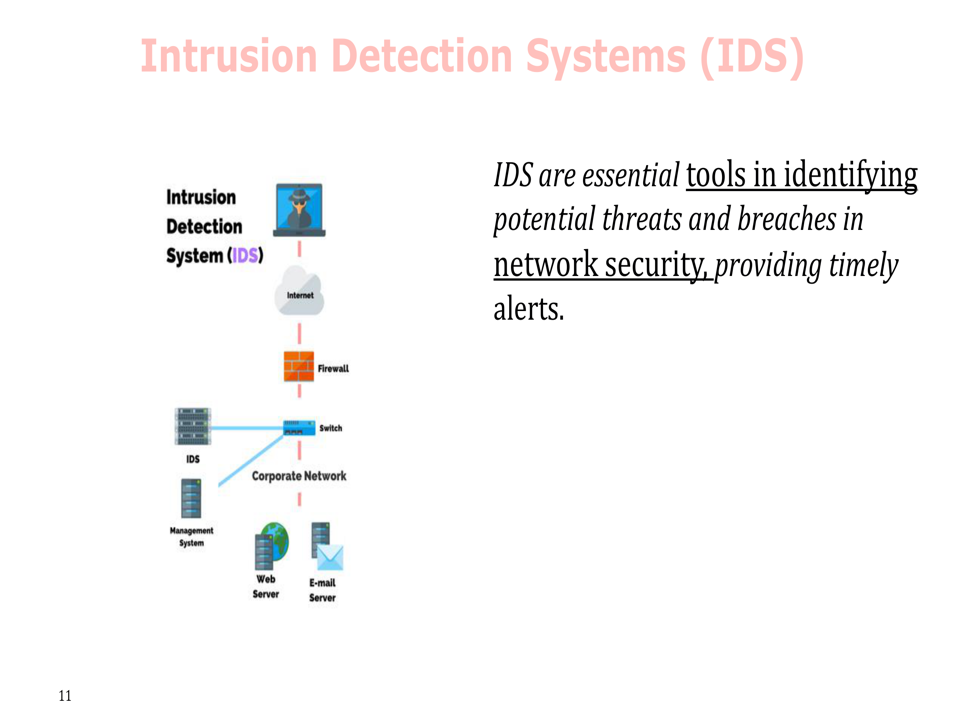 Intrusion Detection Systems (IDS)
Intrusion
Detection
System (IDS)
Internet
Firewall
Switch
IDS
Corporate Network
Management
System
Web
Server
E-mail
Server
IDS are essential tools in identifying
potential threats and breaches in
network security, providing timely
alerts.
11